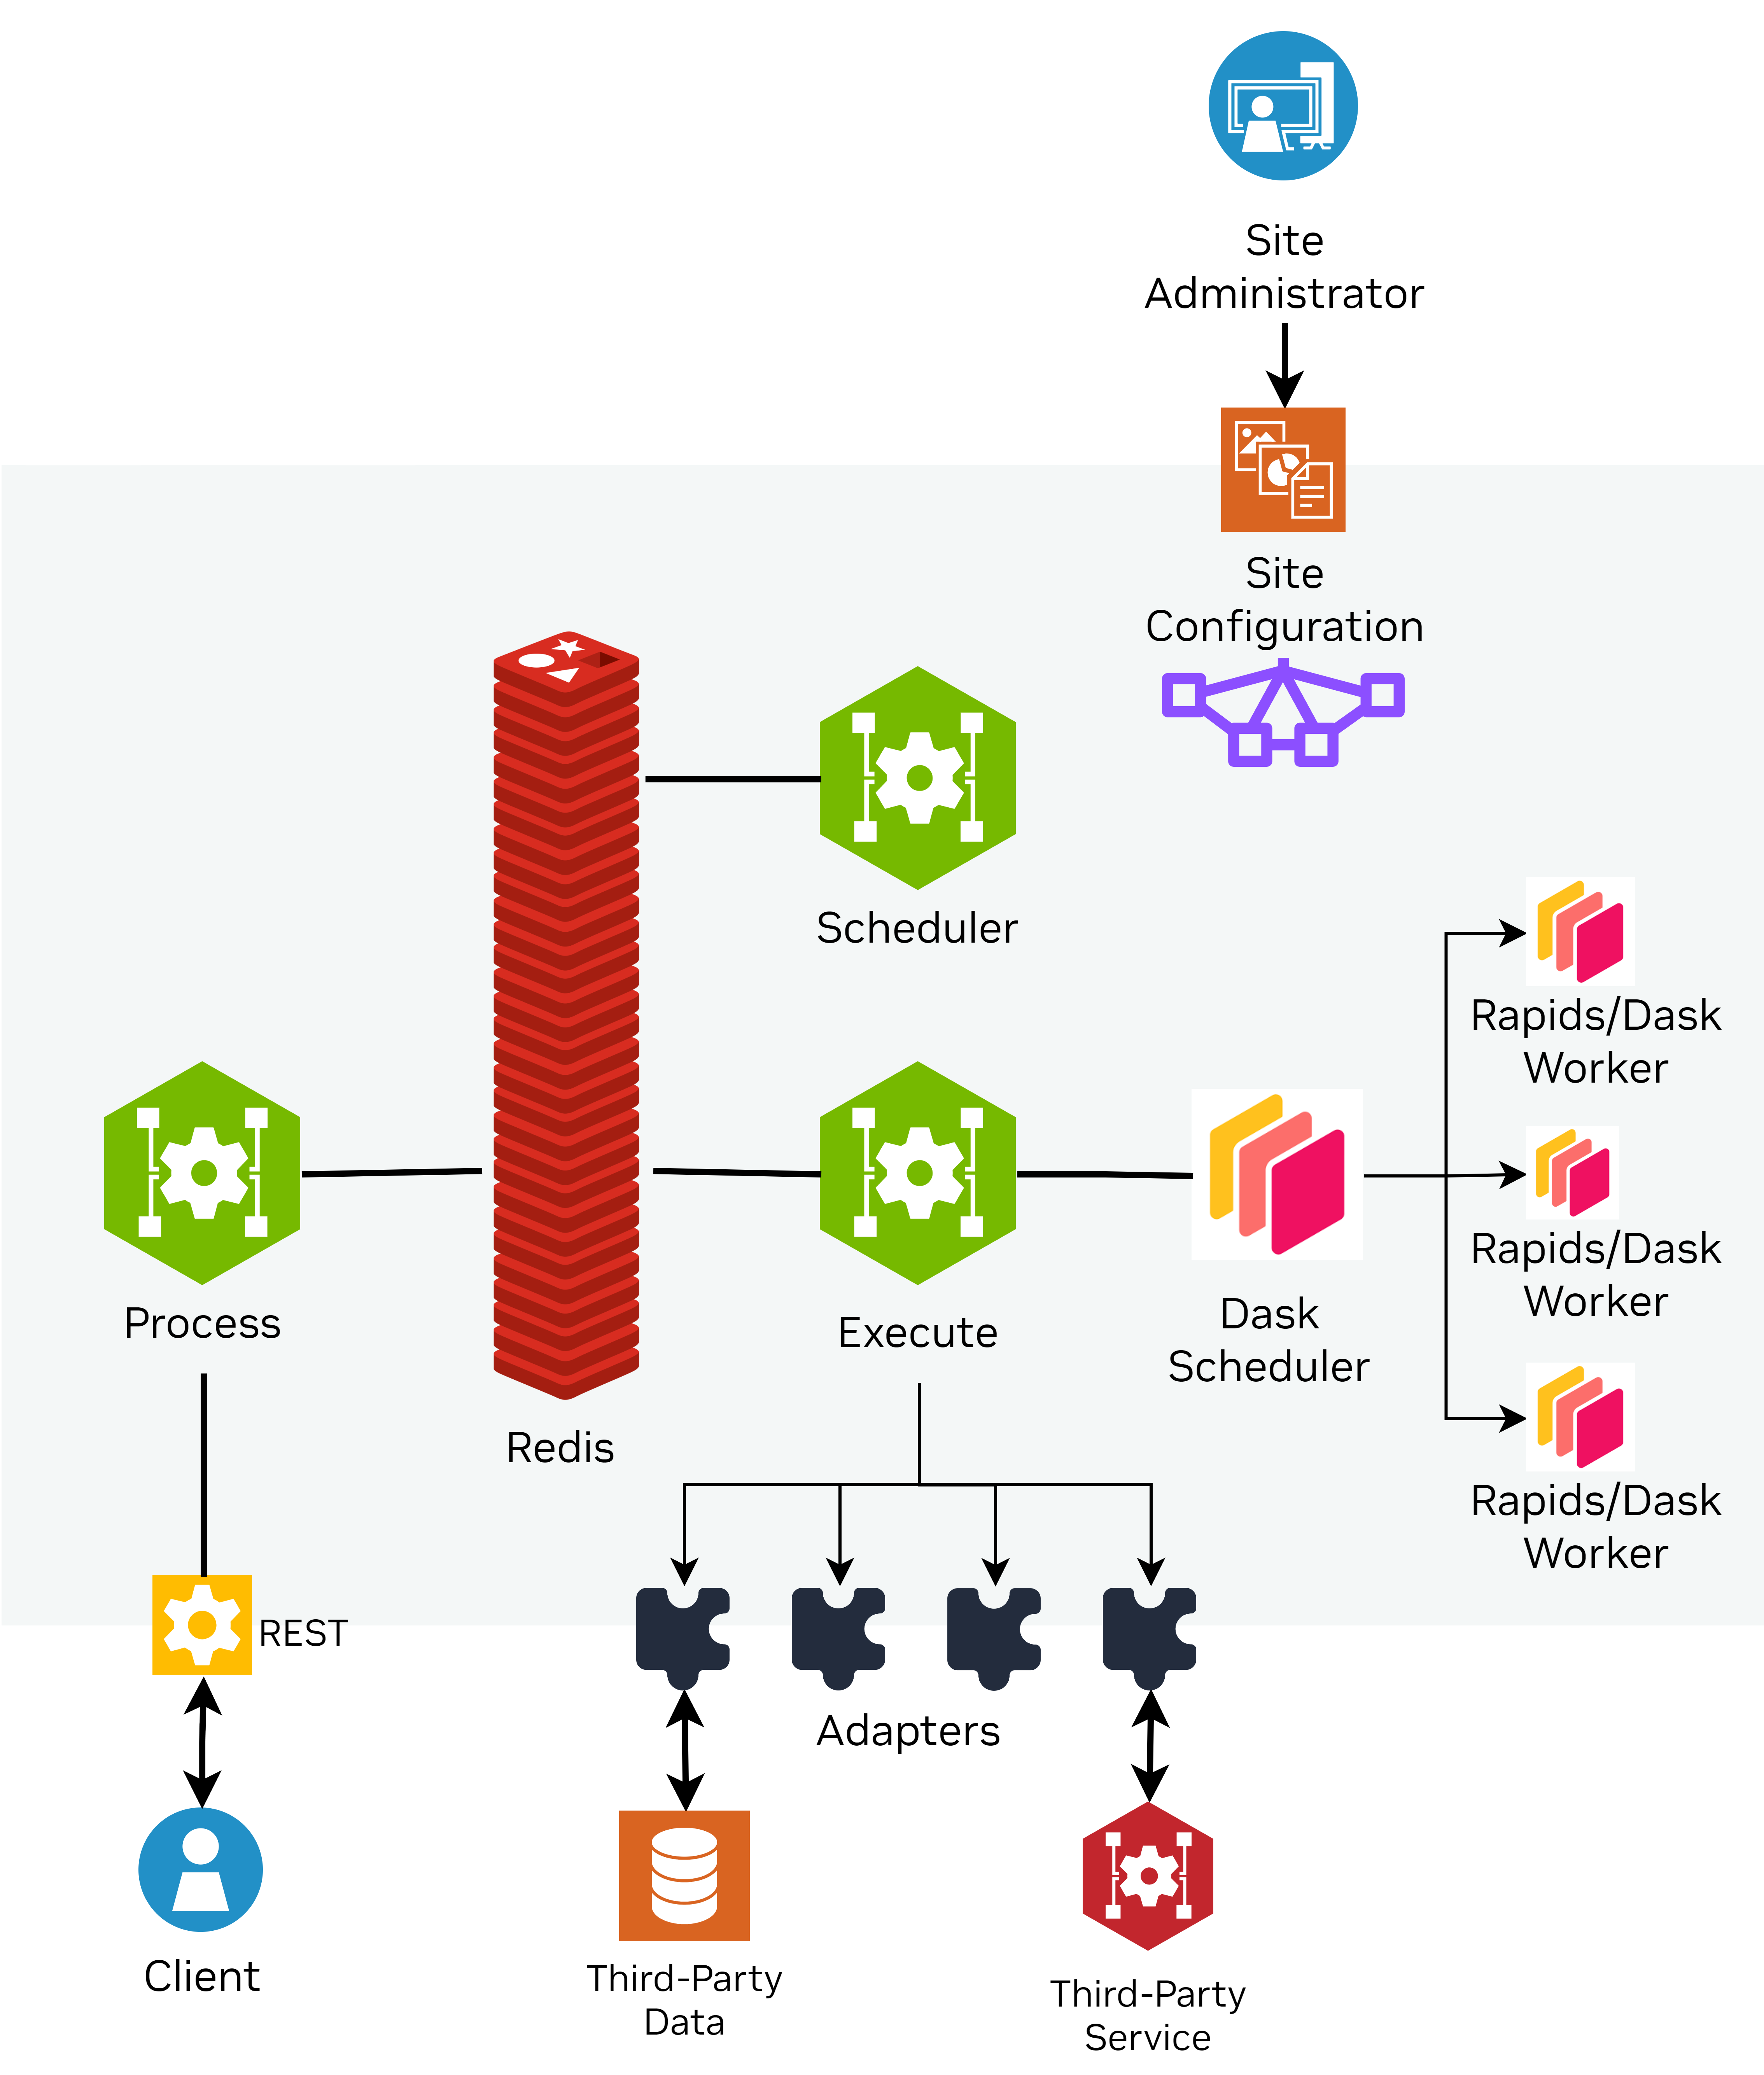 Site
Administrator
Site
Configuration
Scheduler
Rapids/Dask
Worker
Process
Redis
Execute
Dask
Scheduler
Rapids/Dask
Worker
Rapids/Dask
Worker
REST
Adapters
Client
Third-Party
Data
Third-Party
Service